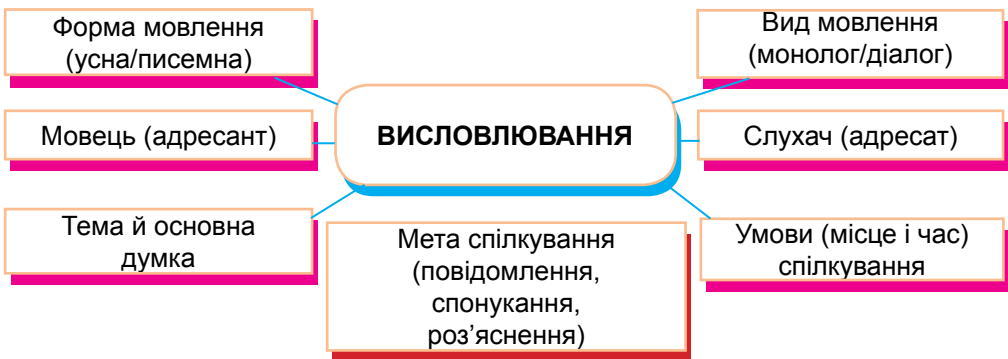 Форма мовлення
(усна/писемна)
Вид мовлення
(монолог/діалог)
Мовець (адресант)
ВИСЛОВЛЮВАННЯ
Слухач (адресат)
Тема й основна
думка
Мета спілкування
(повідомлення,
спонукання,
роз’яснення)
Умови (місце і час)
спілкування